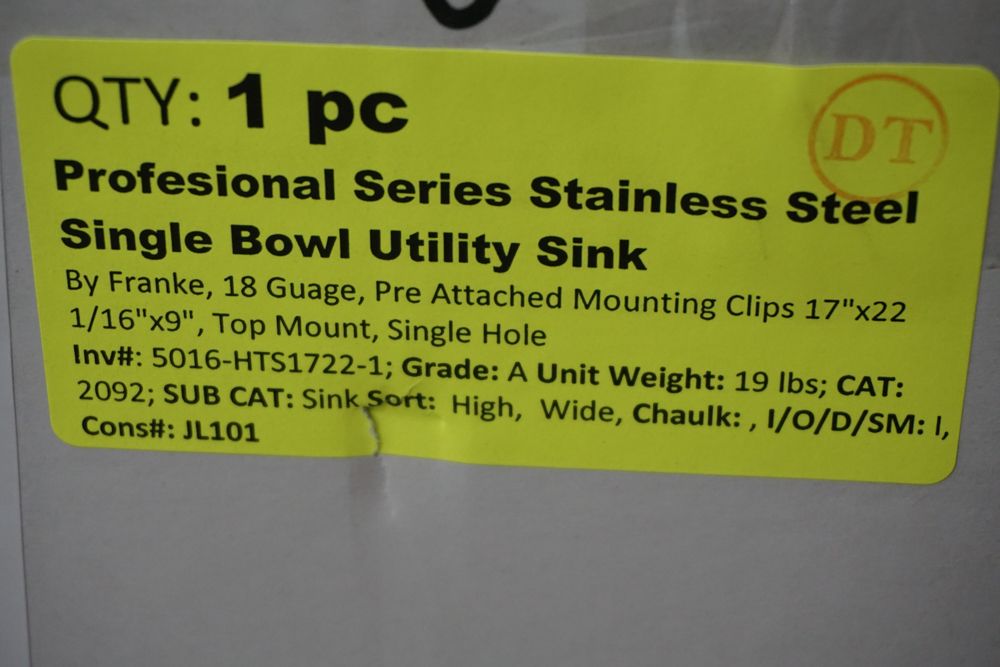 QTY: 1 pc
DT
Profesional Series Stainless Steel
Single Bowl Utility Sink
By Franke, 18 Guage, Pre Attached Mounting Clips 17"x22
1/16"x9", Top Mount, Single Hole
Inv#: 5016-HTS1722-1; Grade: A Unit Weight: 19 lbs; CAT:
2092; SUB CAT: Sink Sort: High, Wide, Chaulk: , I/O/D/SM: I,
Cons#: JL101